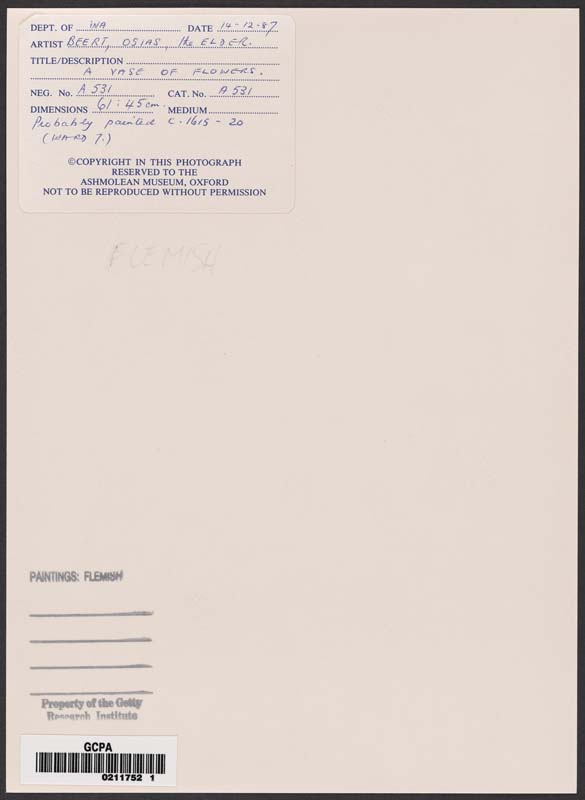 DEPT. OF WA DATE 14-12-87
ARTIST BEERT, OSIAS, the ELDER.
TITLE/DESCRIPTION
A VASE OF FLOWERS.
NEG. No. A 531 CAT. No. A 531
DIMENSIONS 61 : 45 cm. MEDIUM
Probably painted c. 1615 - 20
(WARD 7.)
©COPYRIGHT IN THIS PHOTOGRAPH
RESERVED TO THE
ASHMOLEAN MUSEUM, OXFORD
NOT TO BE REPRODUCED WITHOUT PERMISSION
FLEMISH
PAINTINGS: FLEMISH
Property of the Getty
Research Institute
GCPA
0211752 1